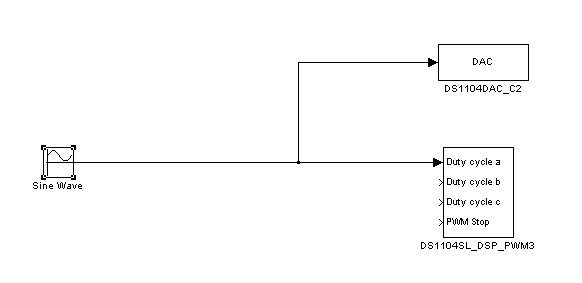 DAC
DS1104DAC_C2
Sine Wave
Duty cycle a
Duty cycle b
Duty cycle c
PWM Stop
DS1104SL_DSP_PWM3